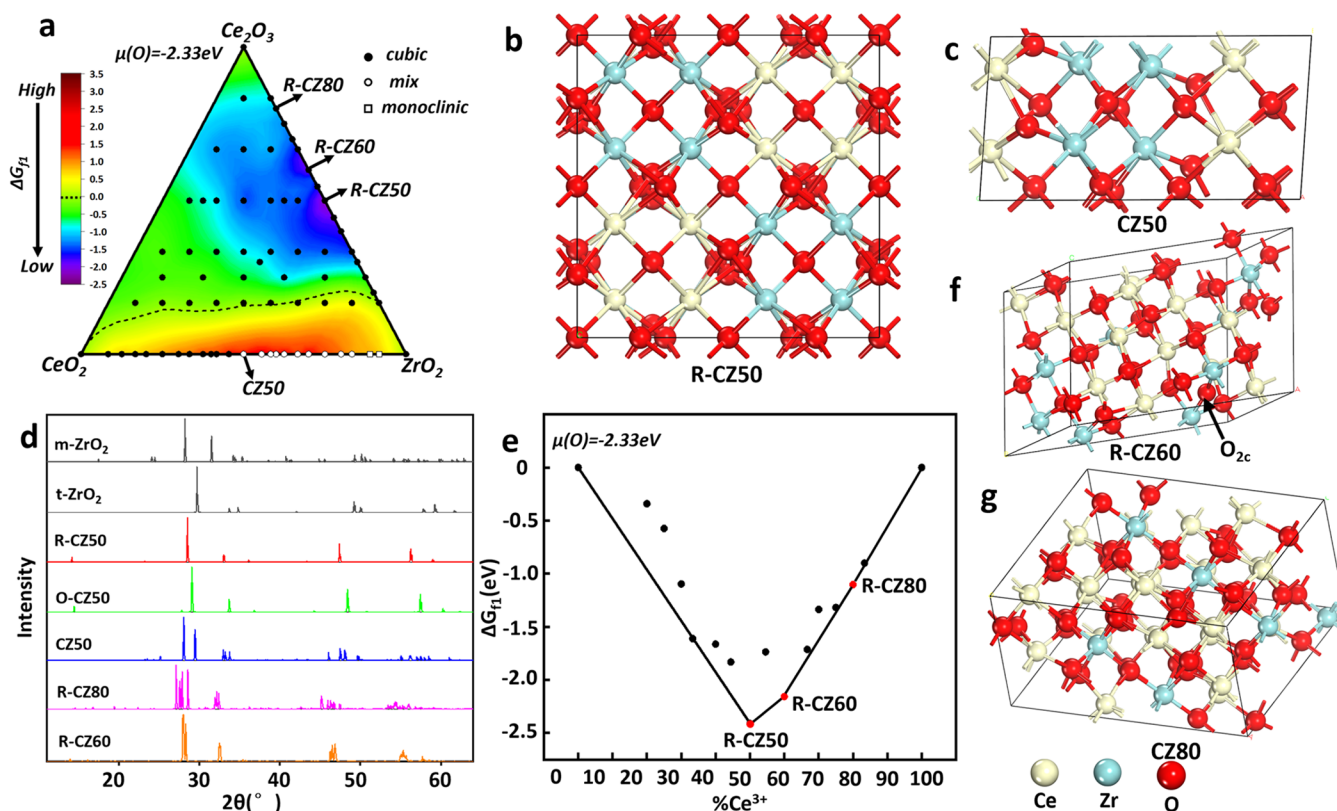 a
Ce₂O₃
μ(O)=-2.33eV
cubic
mix
monoclinic
R-CZ80
R-CZ60
R-CZ50
High
Low
ΔG_f1
3.5
3.0
2.5
2.0
1.5
1.0
0.5
0.0
-0.5
-1.0
-1.5
-2.0
-2.5
CeO₂
ZrO₂
CZ50
b
R-CZ50
c
CZ50
f
R-CZ60
O₂c
d
m-ZrO₂
t-ZrO₂
R-CZ50
O-CZ50
CZ50
R-CZ80
R-CZ60
Intensity
20 30 40 50 60
2θ(°)
e
μ(O)=-2.33eV
0
-0.5
-1.0
-1.5
-2.0
-2.5
ΔG_f1(eV)
R-CZ80
R-CZ60
R-CZ50
0 10 20 30 40 50 60 70 80 100
%Ce³⁺
g
CZ80
Ce Zr O